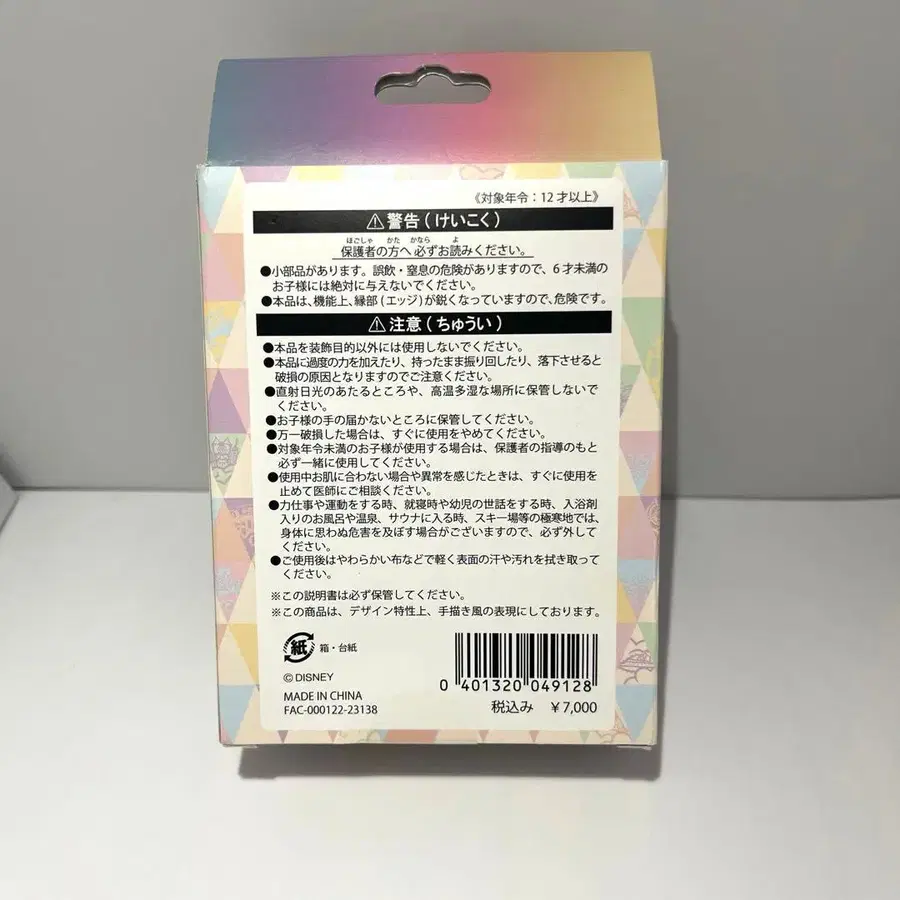 《対象年令：12才以上》
⚠警告(けいこく)
保護者の方へ必ずお読みください。
ほごしゃ かた かなら よ
●小部品があります。誤飲・窒息の危険がありますので、6才未満の
お子様には絶対に与えないでください。
●本品は、機能上、縁部(エッジ)が鋭くなっていますので、危険です。
⚠注意(ちゅうい)
●本品を装飾目的以外には使用しないでください。
●本品に過度の力を加えたり、持ったまま振り回したり、落下させると
破損の原因となりますのでご注意ください。
●直射日光のあたるところや、高温多湿な場所に保管しないで
ください。
●お子様の手の届かないところに保管してください。
●万一破損した場合は、すぐに使用をやめてください。
●対象年令未満のお子様が使用する場合は、保護者の指導のもと
必ず一緒に使用してください。
●使用中お肌に合わない場合や異常を感じたときは、すぐに使用を
止めて医師にご相談ください。
●力仕事や運動をする時、就寝時や幼児の世話をする時、入浴剤
入りのお風呂や温泉、サウナに入る時、スキー場等の極寒地では、
身体に思わぬ危害を及ぼす場合がございますので、必ず外して
ください。
●ご使用後はやわらかい布などで軽く表面の汗や汚れを拭き取って
ください。
※この説明書は必ず保管してください。
※この商品は、デザイン特性上、手描き風の表現にしております。
紙 箱・台紙
©DISNEY
MADE IN CHINA
FAC-000122-23138
0 401320 049128
税込み ￥7,000